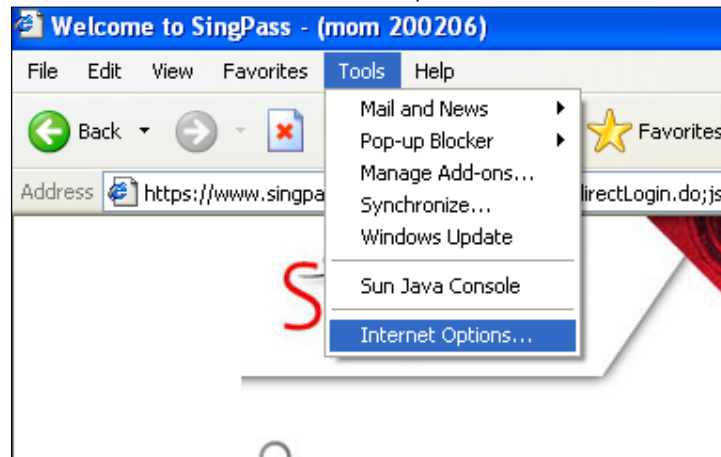 Welcome to SingPass - (mom 200206)
File Edit View Favorites Tools Help
Back Favorites
Address https://www.singpa irectLogin.do;js
Mail and News
Pop-up Blocker
Manage Add-ons...
Synchronize...
Windows Update
Sun Java Console
Internet Options...
S